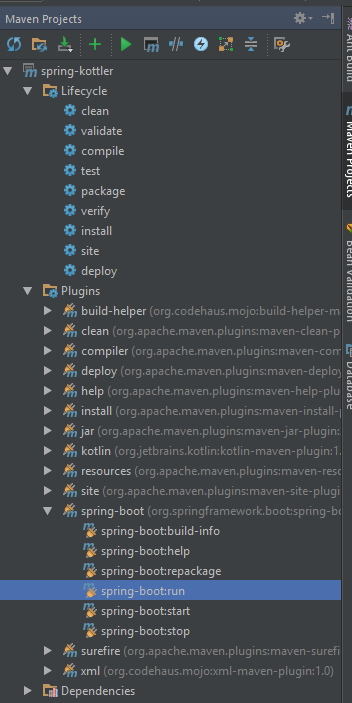 Maven Projects
spring-kottler
Lifecycle
clean
validate
compile
test
package
verify
install
site
deploy
Plugins
build-helper (org.codehaus.mojo:build-helper-m
clean (org.apache.maven.plugins:maven-clean-p
compiler (org.apache.maven.plugins:maven-com
deploy (org.apache.maven.plugins:maven-deploy
help (org.apache.maven.plugins:maven-help-plu
install (org.apache.maven.plugins:maven-install-
jar (org.apache.maven.plugins:maven-jar-plugin:
kotlin (org.jetbrains.kotlin:kotlin-maven-plugin:1.
resources (org.apache.maven.plugins:maven-reso
site (org.apache.maven.plugins:maven-site-plugi
spring-boot (org.springframework.boot:spring-bo
spring-boot:build-info
spring-boot:help
spring-boot:repackage
spring-boot:run
spring-boot:start
spring-boot:stop
surefire (org.apache.maven.plugins:maven-surefi
xml (org.codehaus.mojo:xml-maven-plugin:1.0)
Dependencies
Ant Build
Maven Projects
Bean Validation
Database